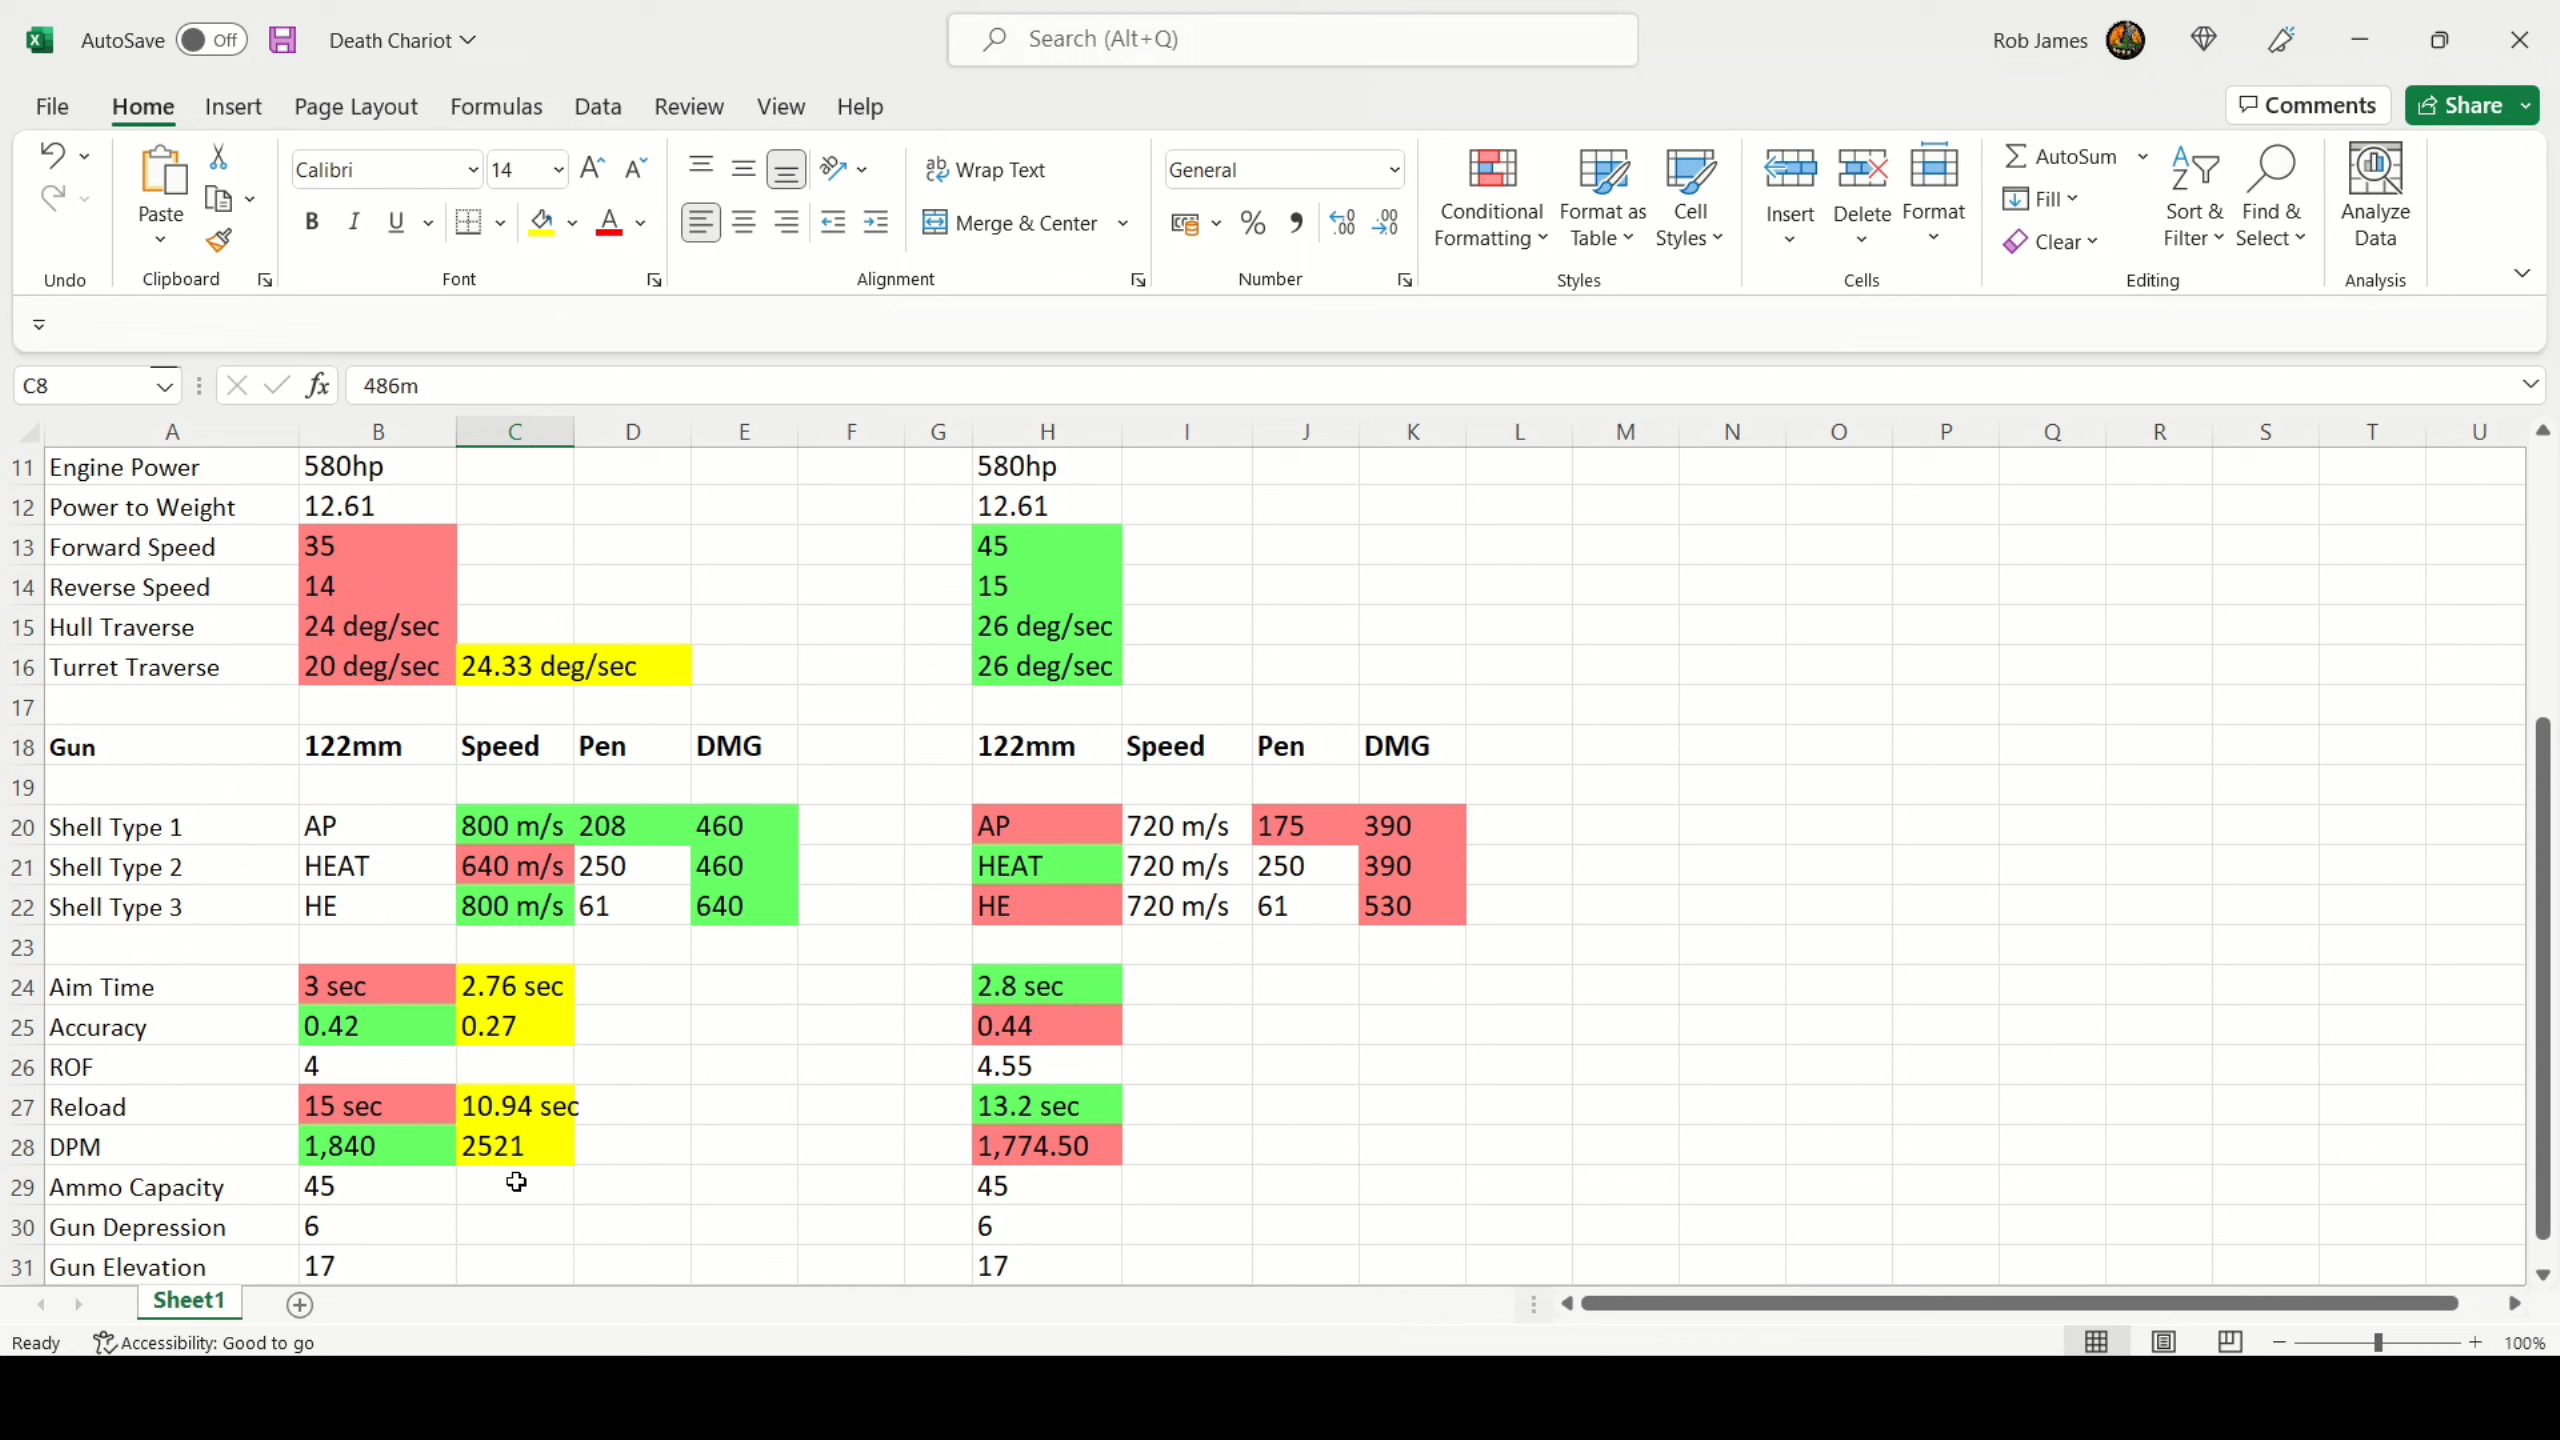 AutoSave Off Death Chariot Search (Alt+Q) Rob James
File Home Insert Page Layout Formulas Data Review View Help Comments Share
Paste Calibri 14 Wrap Text General Conditional Formatting Format as Table Cell Styles Insert Delete Format AutoSum Sort & Filter Find & Select Analyze Data
B I U Merge & Center % Fill Clear
Undo Clipboard Font Alignment Number Styles Cells Editing Analysis
C8 fx 486m
A B C D E F G H I J K L M N O P Q R S T U
11 Engine Power 580hp 580hp
12 Power to Weight 12.61 12.61
13 Forward Speed 35 45
14 Reverse Speed 14 15
15 Hull Traverse 24 deg/sec 26 deg/sec
16 Turret Traverse 20 deg/sec 24.33 deg/sec 26 deg/sec
17
18 Gun 122mm Speed Pen DMG 122mm Speed Pen DMG
19
20 Shell Type 1 AP 800 m/s 208 460 AP 720 m/s 175 390
21 Shell Type 2 HEAT 640 m/s 250 460 HEAT 720 m/s 250 390
22 Shell Type 3 HE 800 m/s 61 640 HE 720 m/s 61 530
23
24 Aim Time 3 sec 2.76 sec 2.8 sec
25 Accuracy 0.42 0.27 0.44
26 ROF 4 4.55
27 Reload 15 sec 10.94 sec 13.2 sec
28 DPM 1,840 2521 1,774.50
29 Ammo Capacity 45 45
30 Gun Depression 6 6
31 Gun Elevation 17 17
Sheet1
Ready Accessibility: Good to go 100%